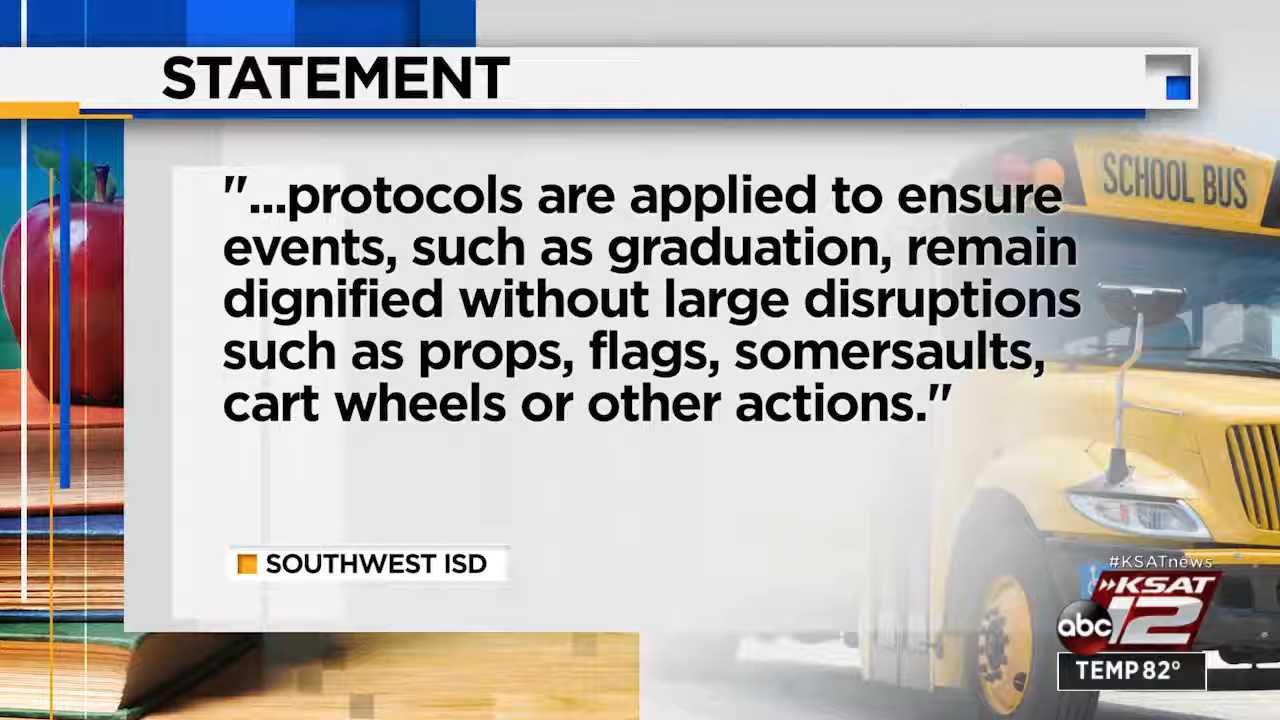 STATEMENT
SCHOOL BUS
"...protocols are applied to ensure
events, such as graduation, remain
dignified without large disruptions
such as props, flags, somersaults,
cart wheels or other actions."
SOUTHWEST ISD
#KSATnews
KSAT
abc 12
TEMP 82°